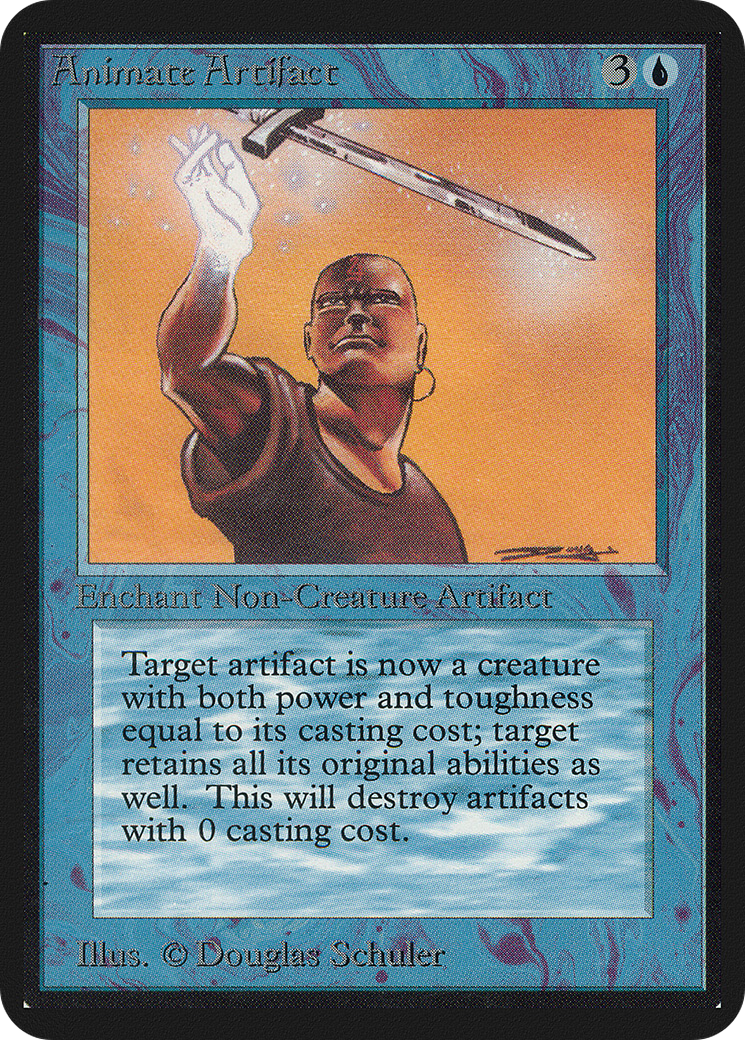 Animate Artifact 3
Enchant Non-Creature Artifact
Target artifact is now a creature
with both power and toughness
equal to its casting cost; target
retains all its original abilities as
well. This will destroy artifacts
with 0 casting cost.
Illus. © Douglas Schuler